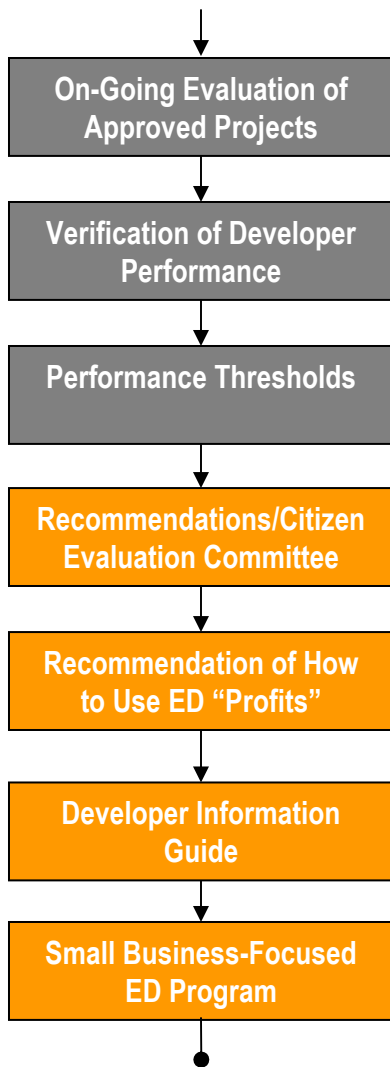 On-Going Evaluation of
Approved Projects
Verification of Developer
Performance
Performance Thresholds
Recommendations/Citizen
Evaluation Committee
Recommendation of How
to Use ED “Profits”
Developer Information
Guide
Small Business-Focused
ED Program